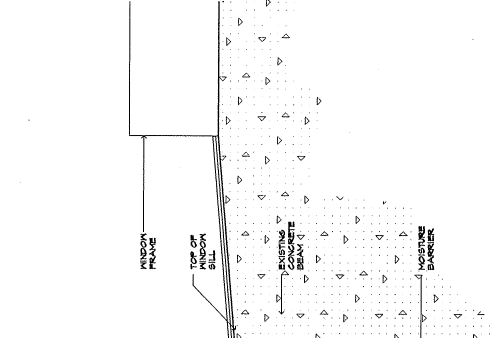 WINDOW
FRAME
TOP OF
WINDOW
SILL
EXISTING
CONCRETE
BEAM
MOISTURE
BARRIER